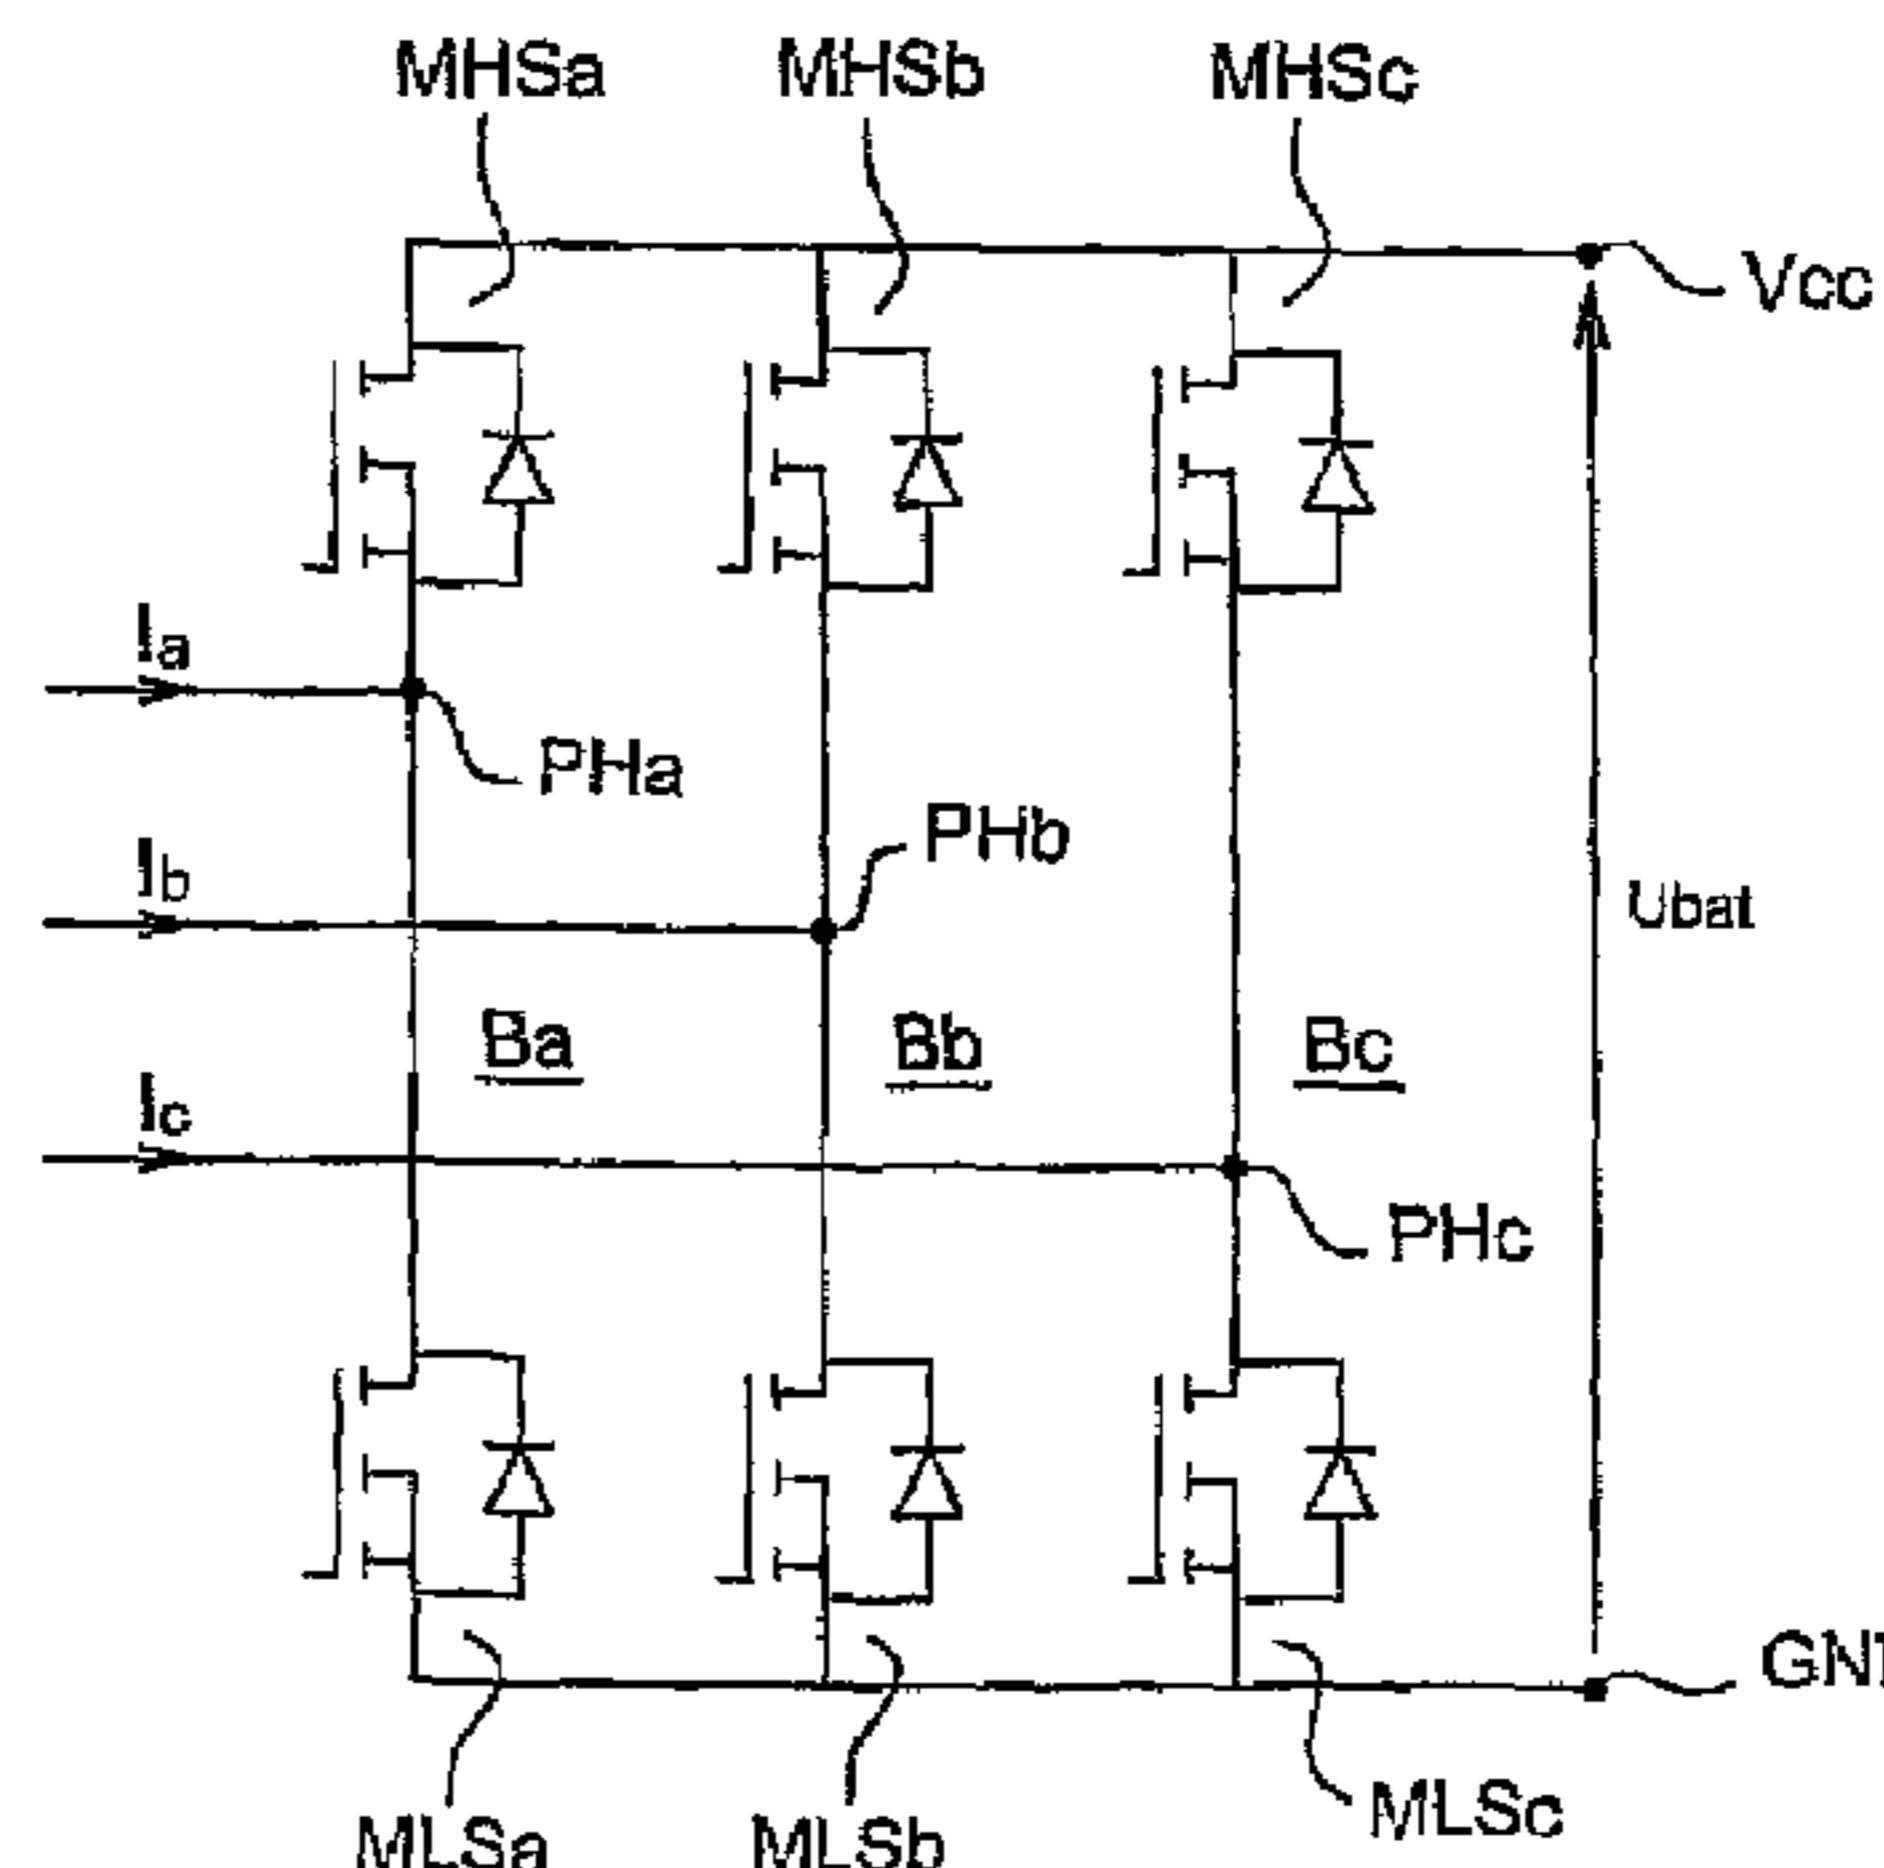 MHSa
MHSb
MHSc
Vcc
Ia
PHa
PHb
Ib
Ubat
Ba
Bb
Bc
Ic
PHc
MLSa
MLSb
MLSc